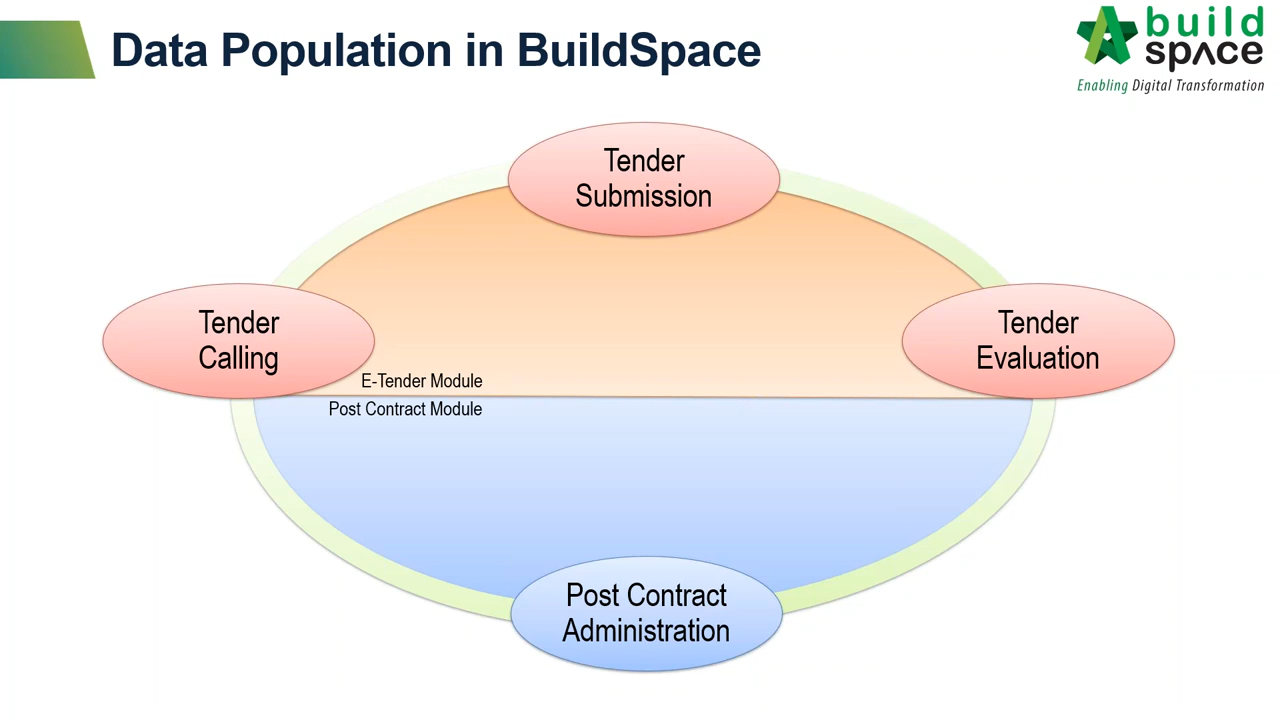 Data Population in BuildSpace
build
space
Enabling Digital Transformation
Tender
Submission
Tender
Calling
Tender
Evaluation
E-Tender Module
Post Contract Module
Post Contract
Administration